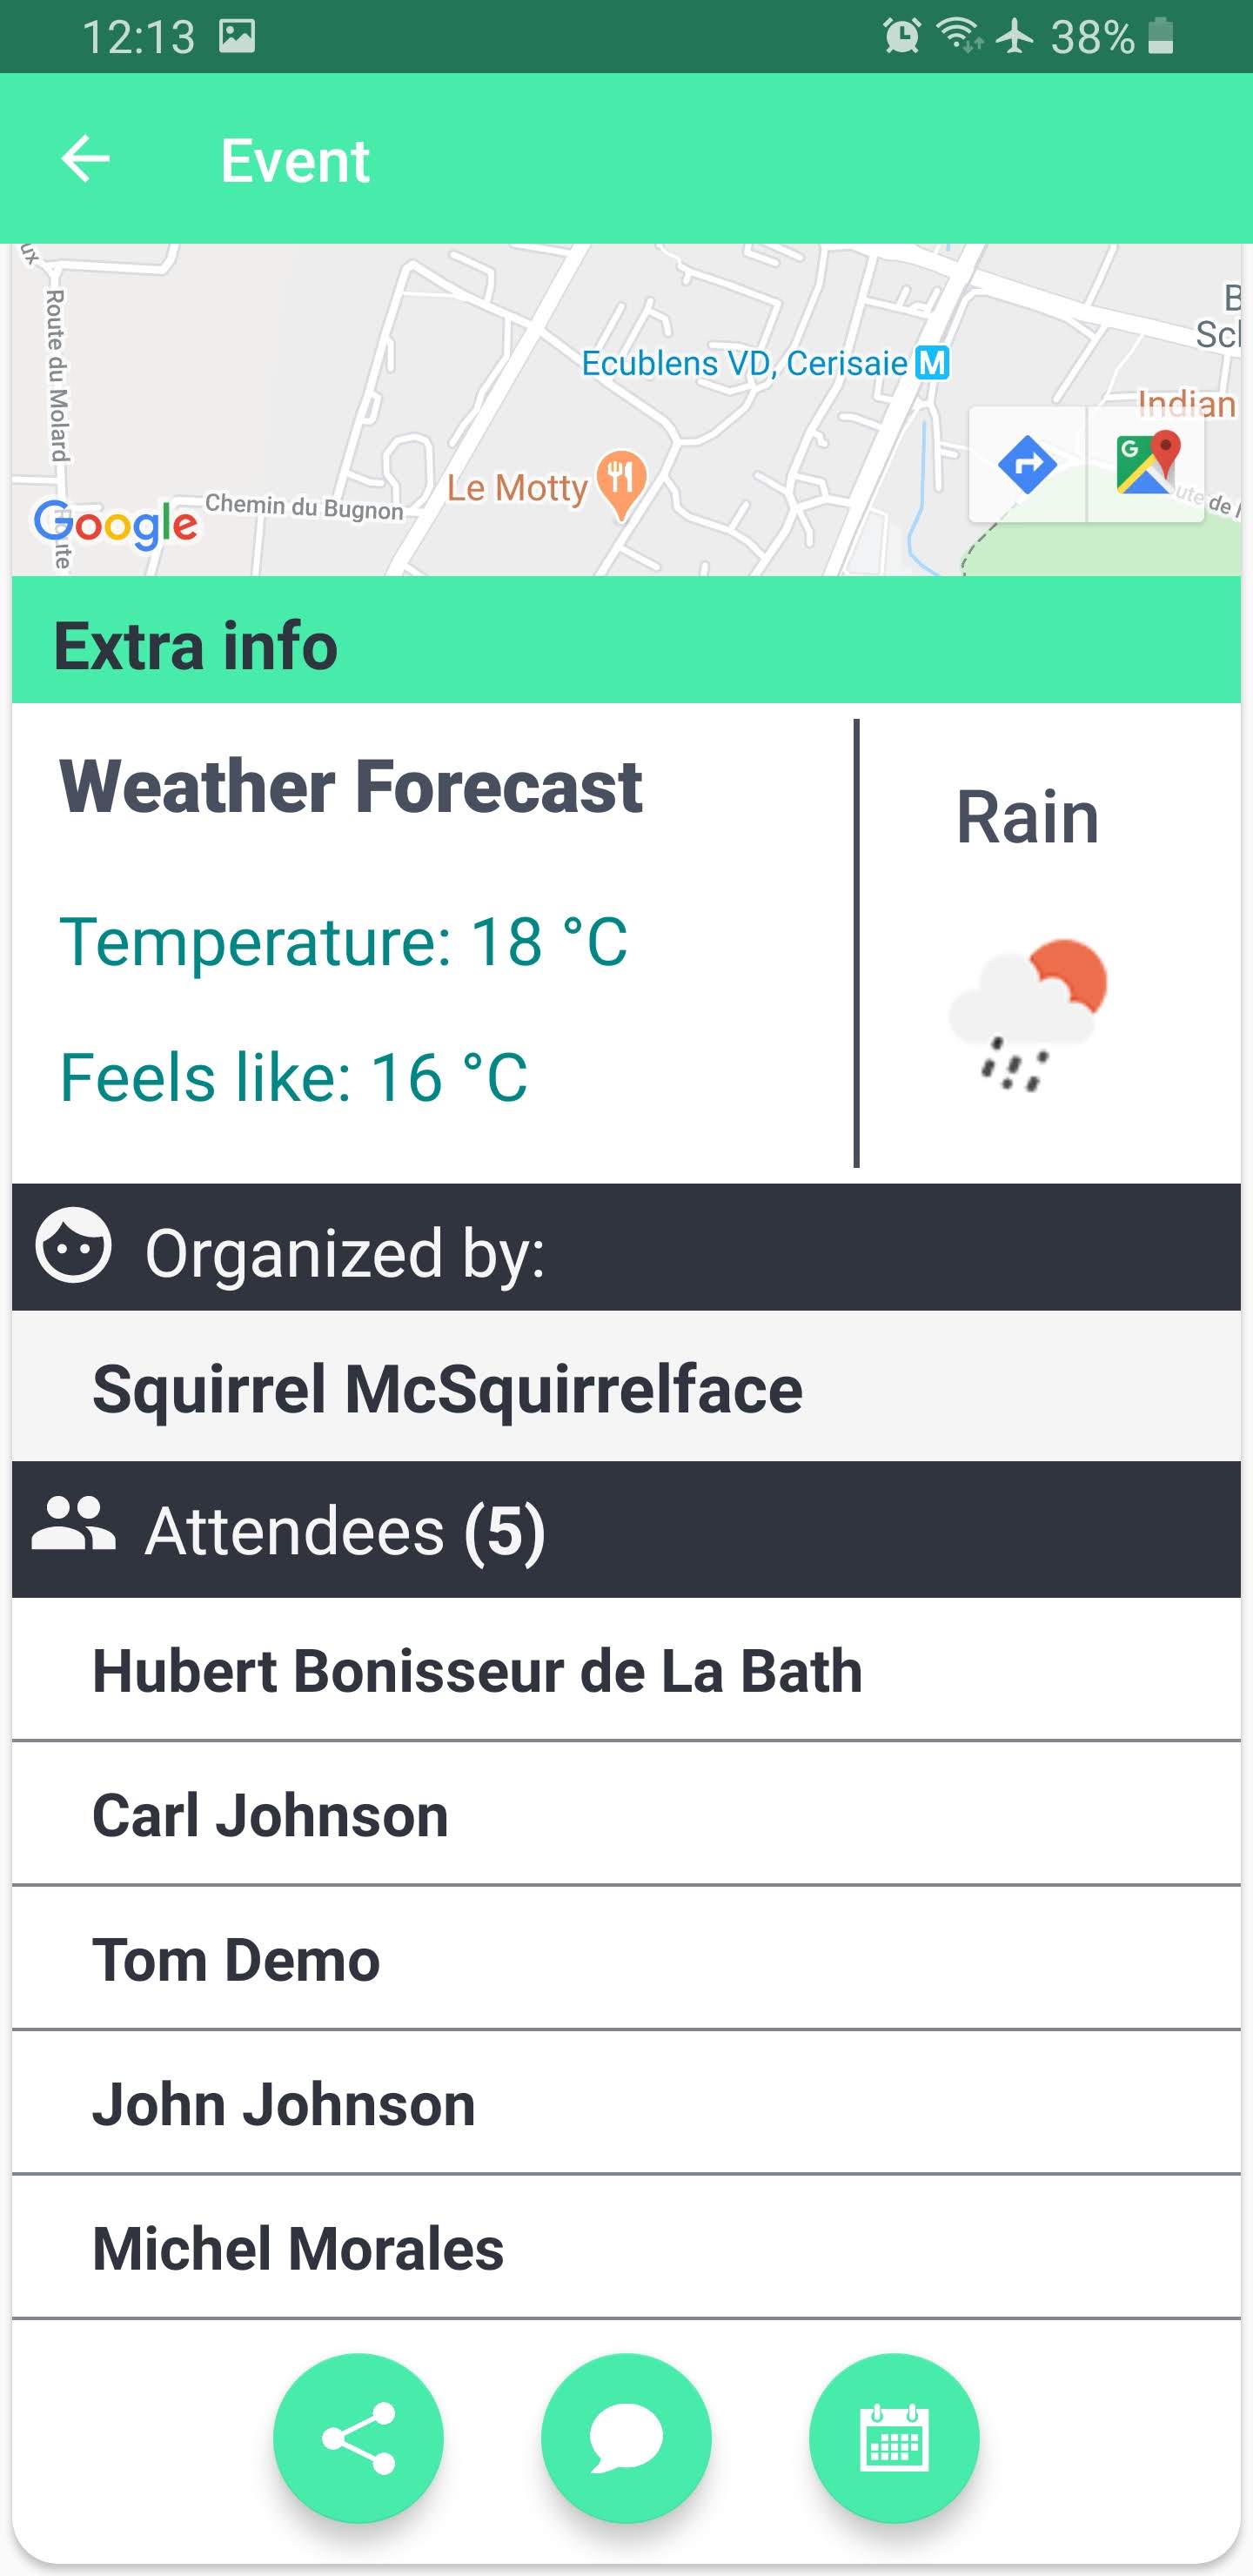 12:13 38%
Event
Route du Molard
Ecublens VD, Cerisaie M
Indian
Le Motty
Chemin du Bugnon
Google
Extra info
Weather Forecast
Rain
Temperature: 18 °C
Feels like: 16 °C
Organized by:
Squirrel McSquirrelface
Attendees (5)
Hubert Bonisseur de La Bath
Carl Johnson
Tom Demo
John Johnson
Michel Morales